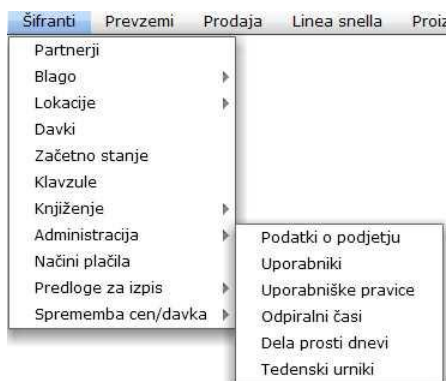 Šifranti Prevzemi Prodaja Linea snella
Partnerji
Blago
Lokacije
Davki
Začetno stanje
Klavzule
Knjiženje
Administracija
Načini plačila
Predloge za izpis
Sprememba cen/davka
Podatki o podjetju
Uporabniki
Uporabniške pravice
Odpiralni časi
Dela prosti dnevi
Tedenski urniki